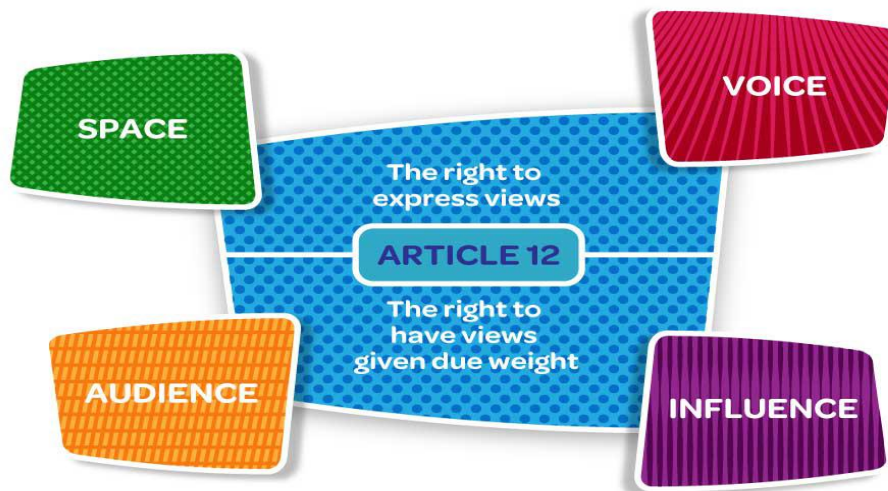 SPACE
VOICE
The right to
express views
ARTICLE 12
The right to
have views
given due weight
AUDIENCE
INFLUENCE